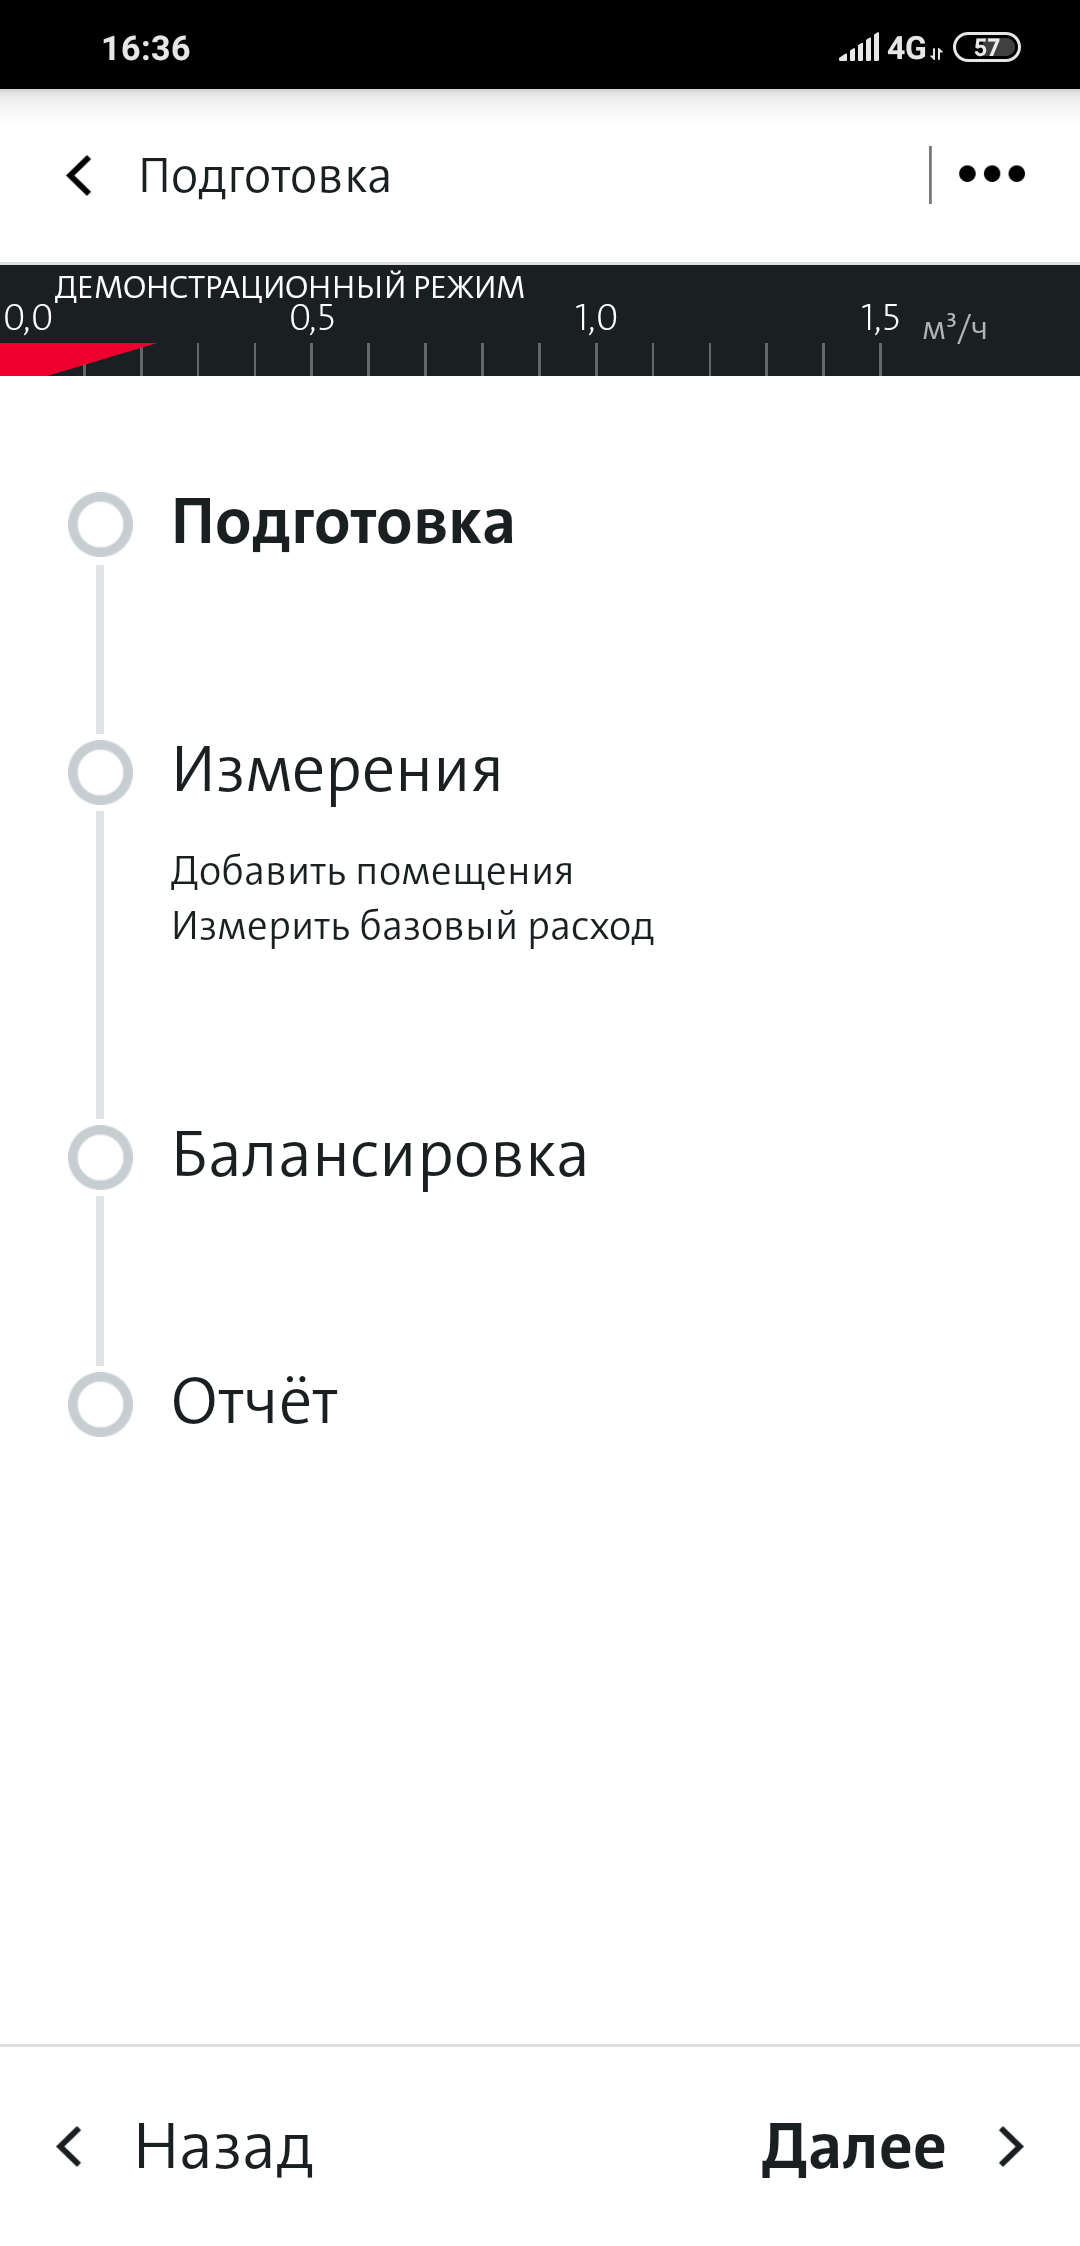 16:36
4G 57
Подготовка
ДЕМОНСТРАЦИОННЫЙ РЕЖИМ
0,0 0,5 1,0 1,5 м³/ч
Подготовка
Измерения
Добавить помещения
Измерить базовый расход
Балансировка
Отчёт
Назад Далее